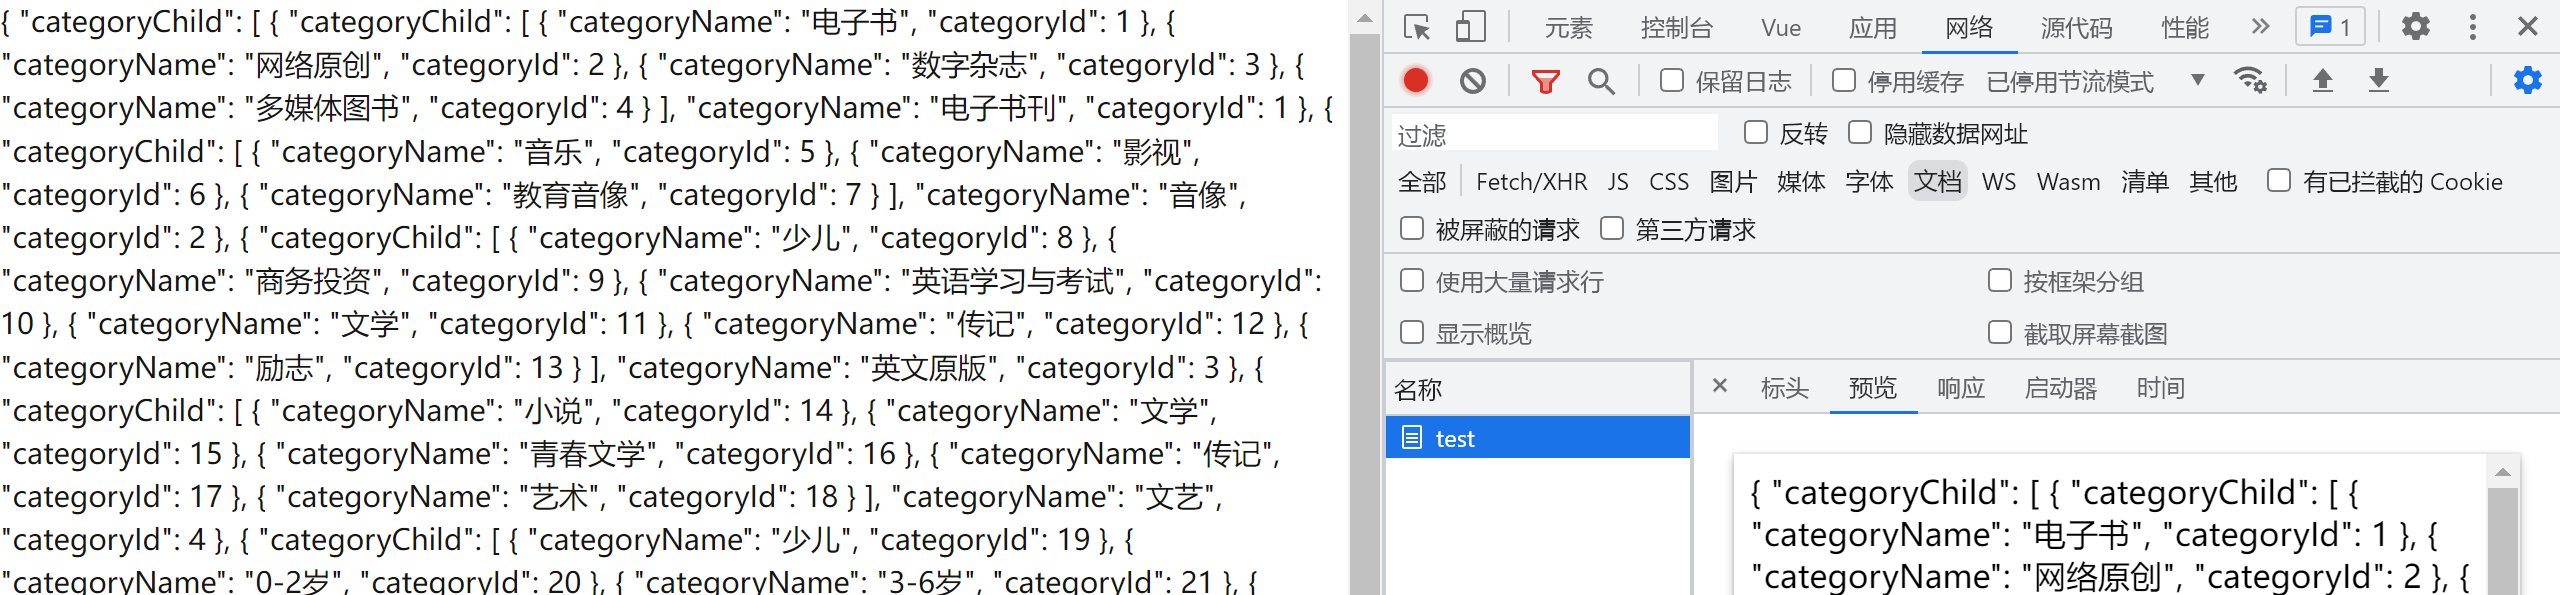 { "categoryChild": [ { "categoryChild": [ { "categoryName": "电子书", "categoryId": 1 }, {
"categoryName": "网络原创", "categoryId": 2 }, { "categoryName": "数字杂志", "categoryId": 3 }, {
"categoryName": "多媒体图书", "categoryId": 4 } ], "categoryName": "电子书刊", "categoryId": 1 }, {
"categoryChild": [ { "categoryName": "音乐", "categoryId": 5 }, { "categoryName": "影视",
"categoryId": 6 }, { "categoryName": "教育音像", "categoryId": 7 } ], "categoryName": "音像",
"categoryId": 2 }, { "categoryChild": [ { "categoryName": "少儿", "categoryId": 8 }, {
"categoryName": "商务投资", "categoryId": 9 }, { "categoryName": "英语学习与考试", "categoryId":
10 }, { "categoryName": "文学", "categoryId": 11 }, { "categoryName": "传记", "categoryId": 12 }, {
"categoryName": "励志", "categoryId": 13 } ], "categoryName": "英文原版", "categoryId": 3 }, {
"categoryChild": [ { "categoryName": "小说", "categoryId": 14 }, { "categoryName": "文学",
"categoryId": 15 }, { "categoryName": "青春文学", "categoryId": 16 }, { "categoryName": "传记",
"categoryId": 17 }, { "categoryName": "艺术", "categoryId": 18 } ], "categoryName": "文艺",
"categoryId": 4 }, { "categoryChild": [ { "categoryName": "少儿", "categoryId": 19 }, {
"categoryName": "0-2岁", "categoryId": 20 }, { "categoryName": "3-6岁", "categoryId": 21 }, {
元素 控制台 Vue 应用 网络 源代码 性能 1
保留日志 停用缓存 已停用节流模式
过滤 反转 隐藏数据网址
全部 Fetch/XHR JS CSS 图片 媒体 字体 文档 WS Wasm 清单 其他 有已拦截的 Cookie
被屏蔽的请求 第三方请求
使用大量请求行 按框架分组
显示概览 截取屏幕截图
名称 标头 预览 响应 启动器 时间
test
{ "categoryChild": [ { "categoryChild": [ {
"categoryName": "电子书", "categoryId": 1 }, {
"categoryName": "网络原创", "categoryId": 2 }, {